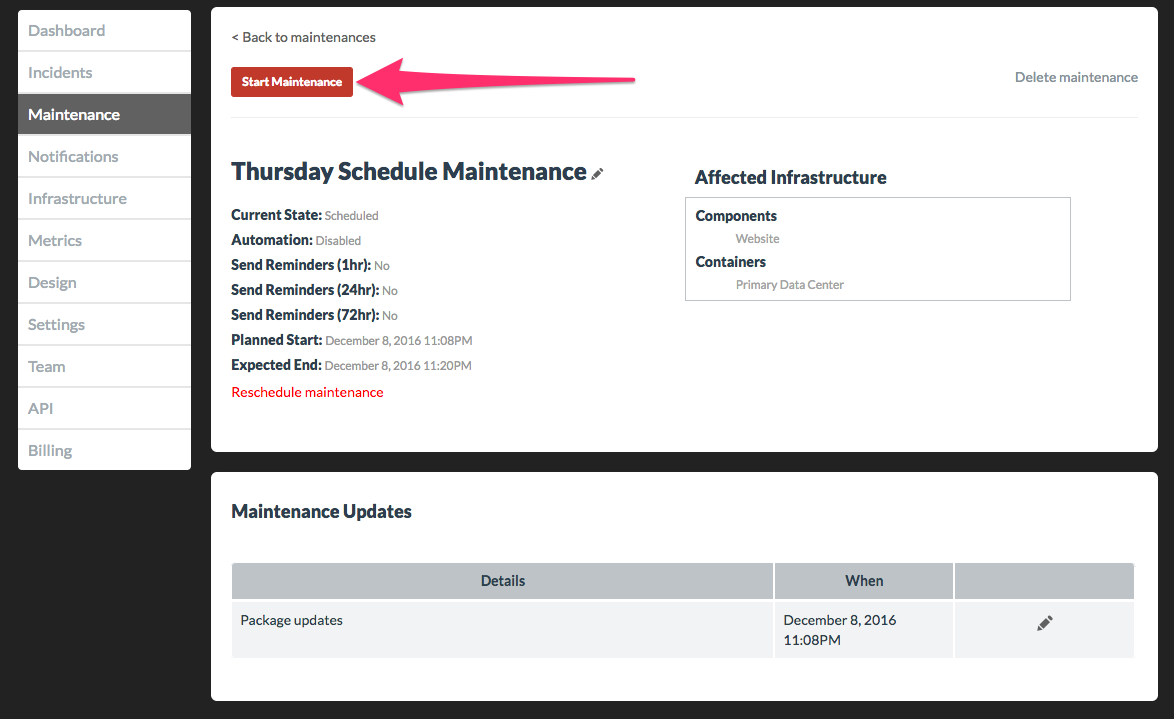 Dashboard
Incidents
Maintenance
Notifications
Infrastructure
Metrics
Design
Settings
Team
API
Billing
< Back to maintenances
Start Maintenance
Delete maintenance
Thursday Schedule Maintenance
Current State: Scheduled
Automation: Disabled
Send Reminders (1hr): No
Send Reminders (24hr): No
Send Reminders (72hr): No
Planned Start: December 8, 2016 11:08PM
Expected End: December 8, 2016 11:20PM
Reschedule maintenance
Affected Infrastructure
Components
Website
Containers
Primary Data Center
Maintenance Updates
Details When
Package updates December 8, 2016
11:08PM